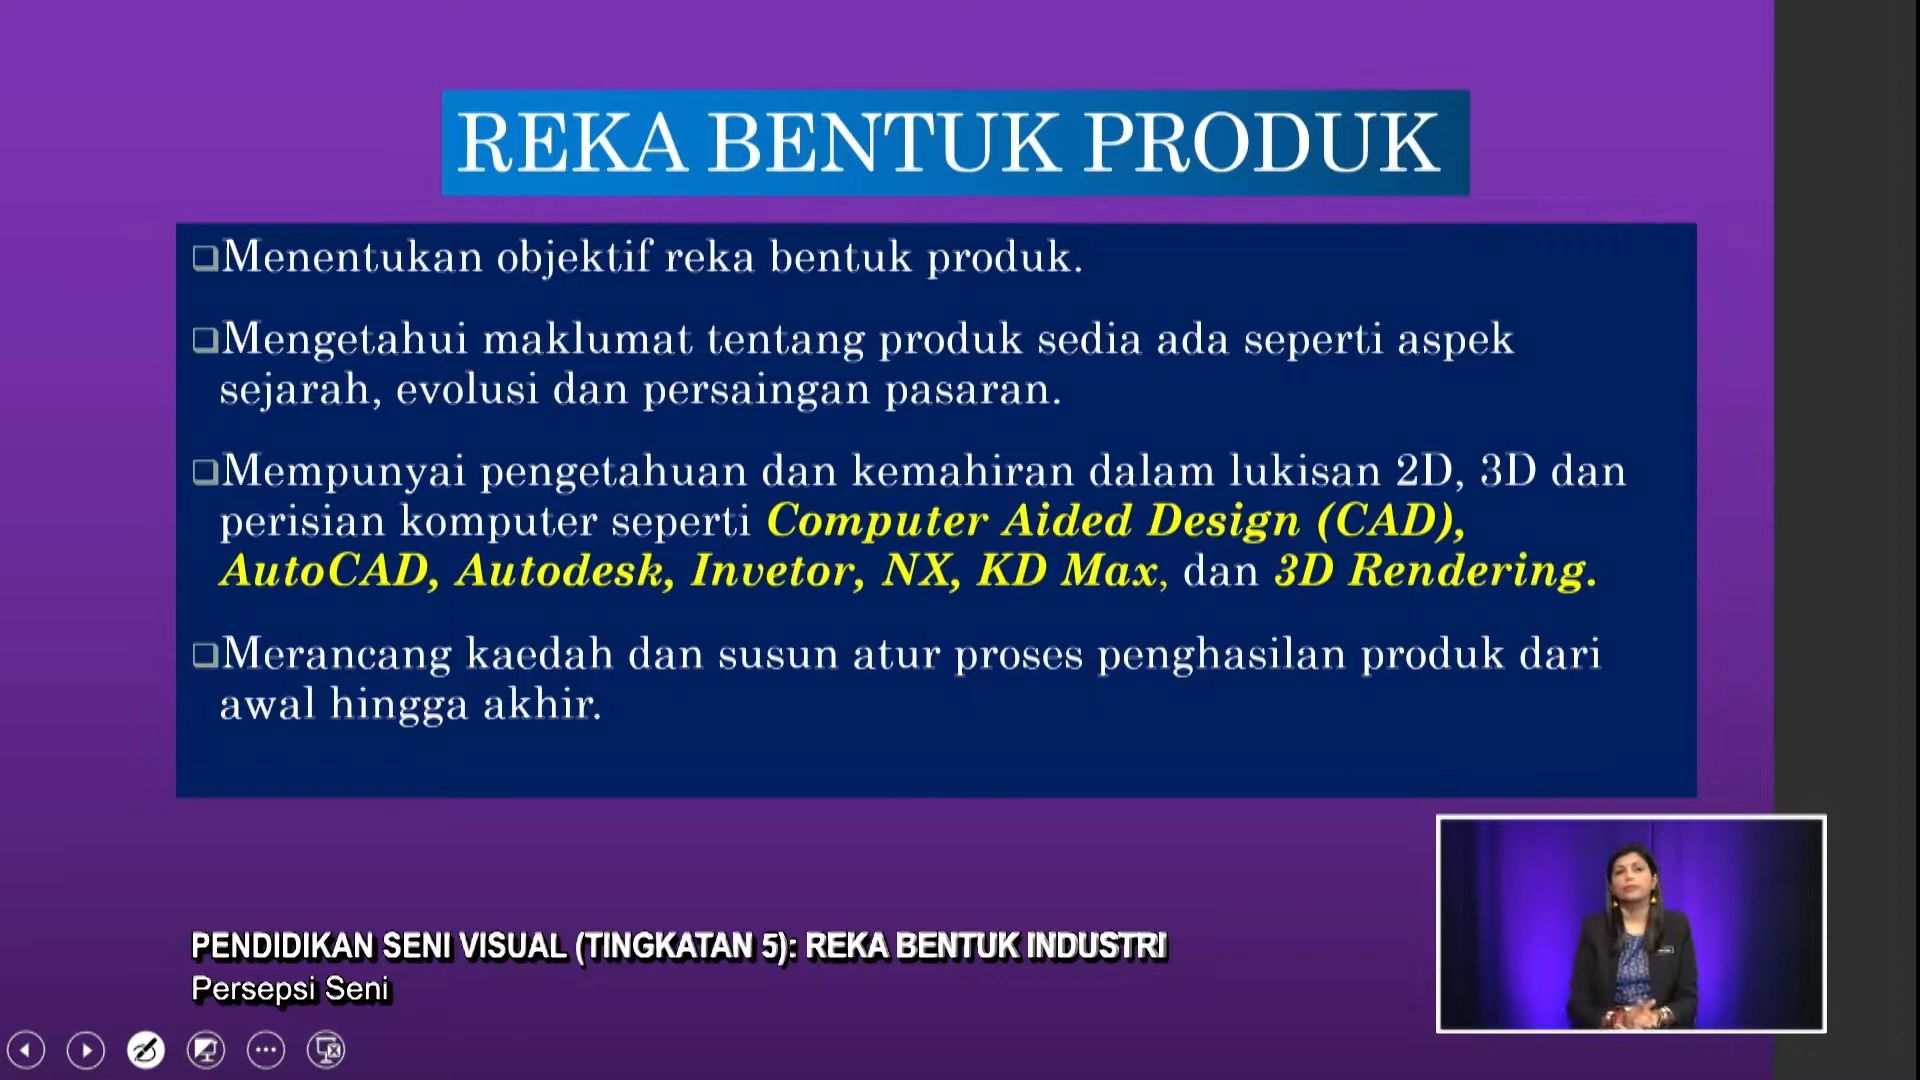 REKA BENTUK PRODUK
Menentukan objektif reka bentuk produk.
Mengetahui maklumat tentang produk sedia ada seperti aspek
sejarah, evolusi dan persaingan pasaran.
Mempunyai pengetahuan dan kemahiran dalam lukisan 2D, 3D dan
perisian komputer seperti Computer Aided Design (CAD),
AutoCAD, Autodesk, Invetor, NX, KD Max, dan 3D Rendering.
Merancang kaedah dan susun atur proses penghasilan produk dari
awal hingga akhir.
PENDIDIKAN SENI VISUAL (TINGKATAN 5): REKA BENTUK INDUSTRI
Persepsi Seni